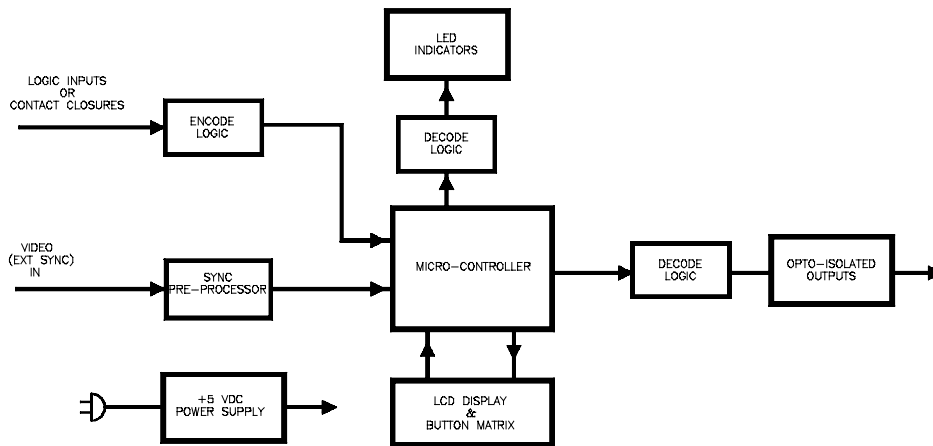 LED
INDICATORS
LOGIC INPUTS
OR
CONTACT CLOSURES
ENCODE
LOGIC
DECODE
LOGIC
VIDEO
(EXT SYNC)
IN
SYNC
PRE-PROCESSOR
MICRO-CONTROLLER
DECODE
LOGIC
OPTO-ISOLATED
OUTPUTS
+5 VDC
POWER SUPPLY
LCD DISPLAY
&
BUTTON MATRIX